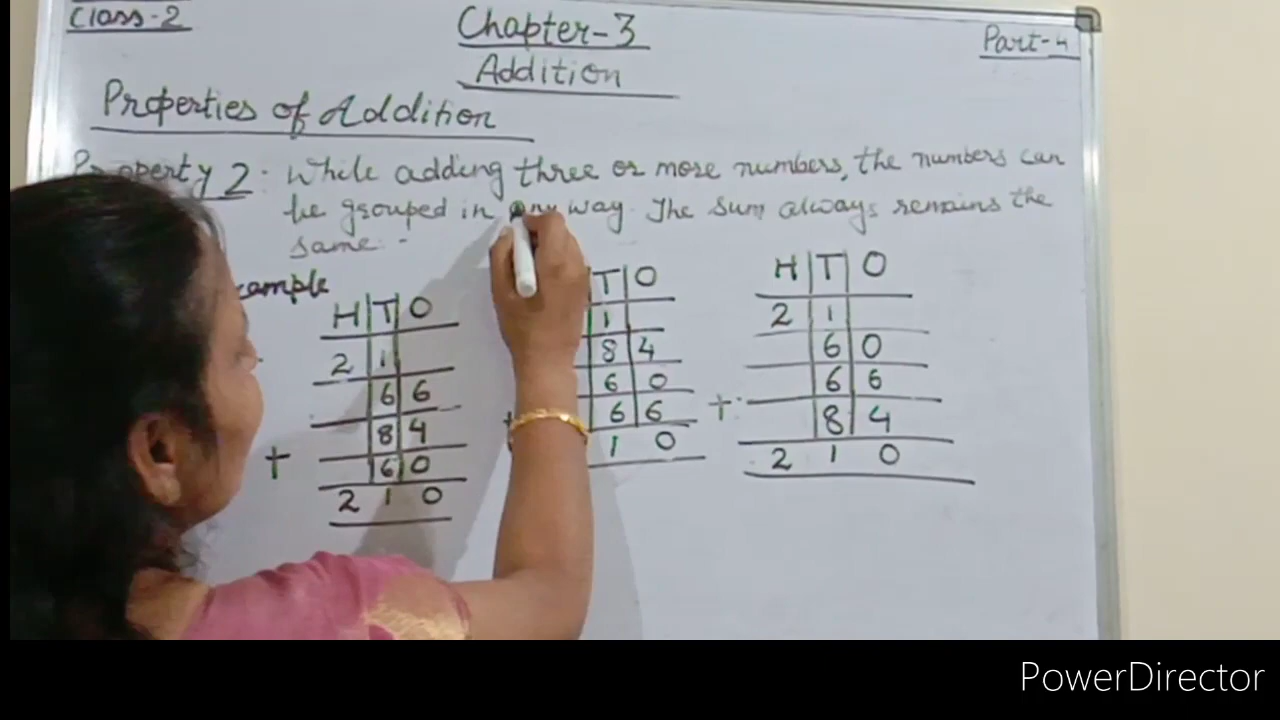 Class-2
Chapter-3
Part-4
Addition
Properties of Addition
Property 2: While adding three or more numbers, the numbers can
be grouped in any way. The sum always remains the
same.
H T O
2 1
6 6
8 4
+ 6 0
2 1 0
T O
1
8 4
6 0
6 6
1 0
H T O
2 1
6 0
6 6
+ 8 4
2 1 0
PowerDirector